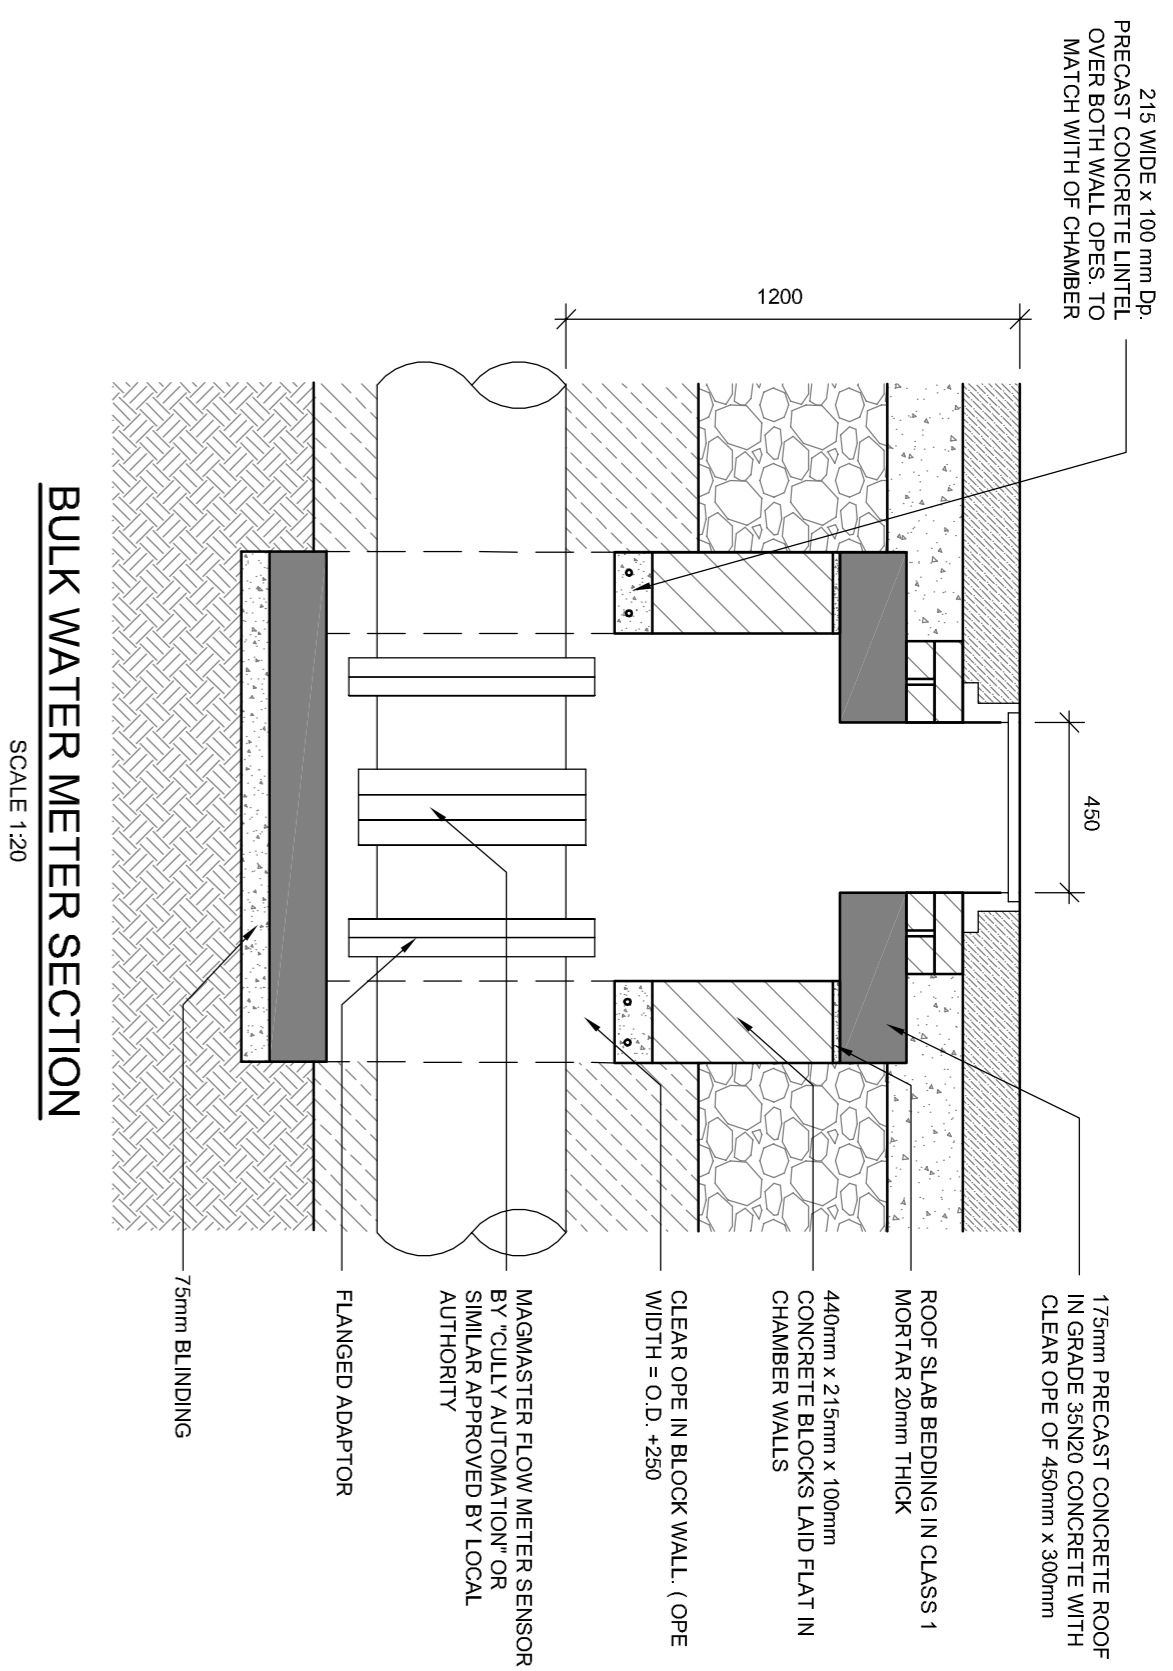 215 WIDE x 100 mm Dp.
PRECAST CONCRETE LINTEL
OVER BOTH WALL OPES. TO
MATCH WITH OF CHAMBER
1200
450
175mm PRECAST CONCRETE ROOF
IN GRADE 35N20 CONCRETE WITH
CLEAR OPE OF 450mm x 300mm
ROOF SLAB BEDDING IN CLASS 1
MORTAR 20mm THICK
440mm x 215mm x 100mm
CONCRETE BLOCKS LAID FLAT IN
CHAMBER WALLS
CLEAR OPE IN BLOCK WALL. ( OPE
WIDTH = O.D. +250
MAGMASTER FLOW METER SENSOR
BY "CULLY AUTOMATION" OR
SIMILAR APPROVED BY LOCAL
AUTHORITY
FLANGED ADAPTOR
75mm BLINDING
BULK WATER METER SECTION
SCALE 1:20